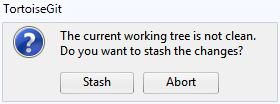 TortoiseGit
The current working tree is not clean.
Do you want to stash the changes?
Stash
Abort